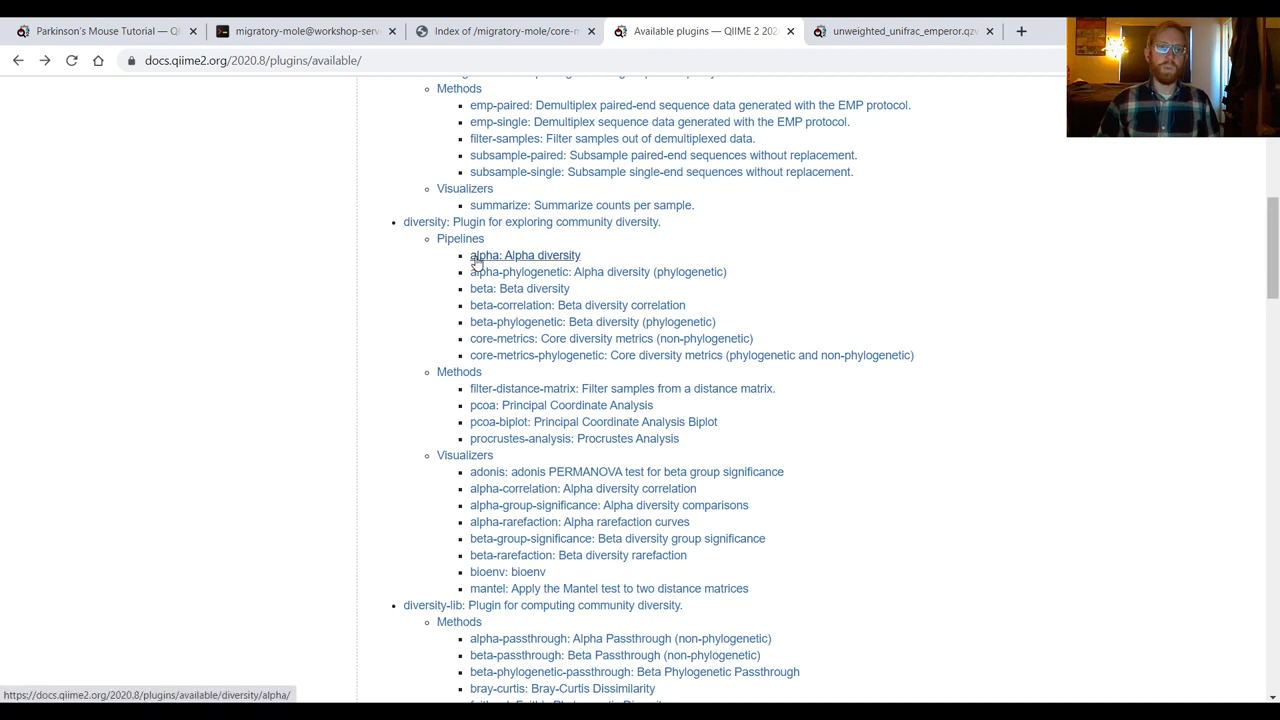 Parkinson's Mouse Tutorial — Q
migratory-mole@workshop-serv
Index of /migratory-mole/core-m
Available plugins — QIIME 2 202
unweighted_unifrac_emperor.qzv
docs.qiime2.org/2020.8/plugins/available/
Methods
emp-paired: Demultiplex paired-end sequence data generated with the EMP protocol.
emp-single: Demultiplex sequence data generated with the EMP protocol.
filter-samples: Filter samples out of demultiplexed data.
subsample-paired: Subsample paired-end sequences without replacement.
subsample-single: Subsample single-end sequences without replacement.
Visualizers
summarize: Summarize counts per sample.
diversity: Plugin for exploring community diversity.
Pipelines
alpha: Alpha diversity
alpha-phylogenetic: Alpha diversity (phylogenetic)
beta: Beta diversity
beta-correlation: Beta diversity correlation
beta-phylogenetic: Beta diversity (phylogenetic)
core-metrics: Core diversity metrics (non-phylogenetic)
core-metrics-phylogenetic: Core diversity metrics (phylogenetic and non-phylogenetic)
Methods
filter-distance-matrix: Filter samples from a distance matrix.
pcoa: Principal Coordinate Analysis
pcoa-biplot: Principal Coordinate Analysis Biplot
procrustes-analysis: Procrustes Analysis
Visualizers
adonis: adonis PERMANOVA test for beta group significance
alpha-correlation: Alpha diversity correlation
alpha-group-significance: Alpha diversity comparisons
alpha-rarefaction: Alpha rarefaction curves
beta-group-significance: Beta diversity group significance
beta-rarefaction: Beta diversity rarefaction
bioenv: bioenv
mantel: Apply the Mantel test to two distance matrices
diversity-lib: Plugin for computing community diversity.
Methods
alpha-passthrough: Alpha Passthrough (non-phylogenetic)
beta-passthrough: Beta Passthrough (non-phylogenetic)
beta-phylogenetic-passthrough: Beta Phylogenetic Passthrough
bray-curtis: Bray-Curtis Dissimilarity
https://docs.qiime2.org/2020.8/plugins/available/diversity/alpha/